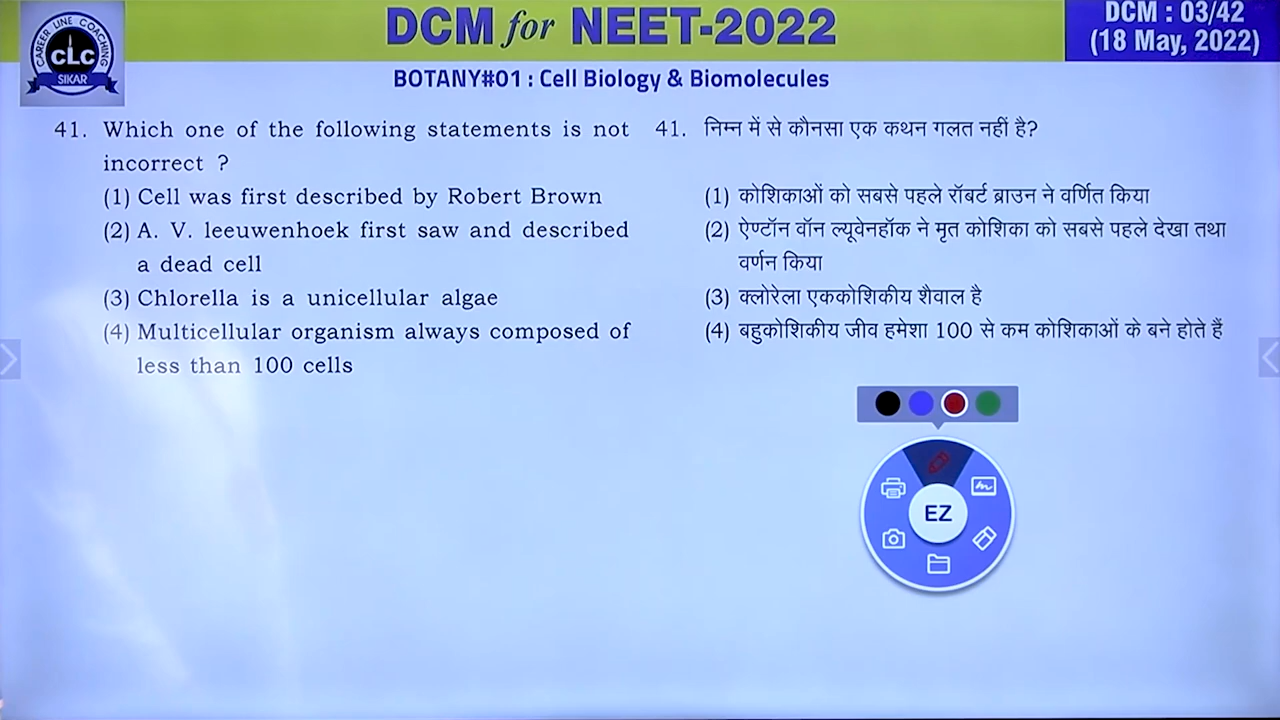 CAREER LINE COACHING
CLC
SIKAR
DCM for NEET-2022
DCM : 03/42
(18 May, 2022)
BOTANY#01 : Cell Biology & Biomolecules
41. Which one of the following statements is not
incorrect ?
(1) Cell was first described by Robert Brown
(2) A. V. leeuwenhoek first saw and described
a dead cell
(3) Chlorella is a unicellular algae
(4) Multicellular organism always composed of
less than 100 cells
41. निम्न में से कौनसा एक कथन गलत नहीं है?
(1) कोशिकाओं को सबसे पहले रॉबर्ट ब्राउन ने वर्णित किया
(2) ऐण्टॉन वॉन ल्यूवेनहॉक ने मृत कोशिका को सबसे पहले देखा तथा
वर्णन किया
(3) क्लोरेला एककोशिकीय शैवाल है
(4) बहुकोशिकीय जीव हमेशा 100 से कम कोशिकाओं के बने होते हैं
EZ